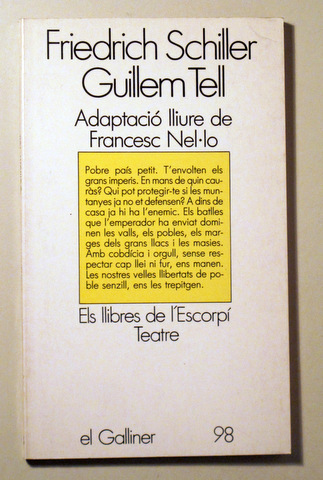 Friedrich Schiller
Guillem Tell
Adaptació lliure de
Francesc Nel·lo
Pobre país petit. T'envolten els
grans imperis. En mans de quin cau-
ràs? Qui pot protegir-te si les mun-
tanyes ja no et defensen? A dins de
casa ja hi ha l'enemic. Els batlles
que l'emperador ha enviat domi-
nen les valls, els pobles, els mar-
ges dels grans llacs i les masies.
Amb cobdícia i orgull, sense res-
pectar cap llei ni fur, ens manen.
Les nostres velles llibertats de po-
ble senzill, ens les trepitgen.
Els llibres de l'Escorpí
Teatre
el Galliner 98